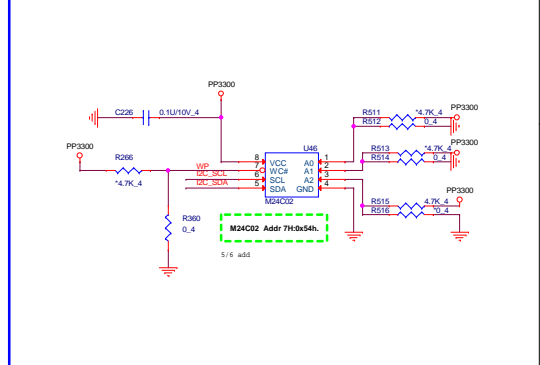 PP3300
C226 0.1U/10V_4
R511 *4.7K_4 PP3300
R512 0_4
PP3300
R266
*4.7K_4
U46
R513 *4.7K_4 PP3300
R514 0_4
WP
I2C_SCL
I2C_SDA
8 VCC A0 1
7 WC# A1 2
6 SCL A2 3
5 SDA GND 4
M24C02
PP3300
R515 4.7K_4
R516 *0_4
R360
0_4
M24C02 Addr 7H:0x54h.
5/6 add